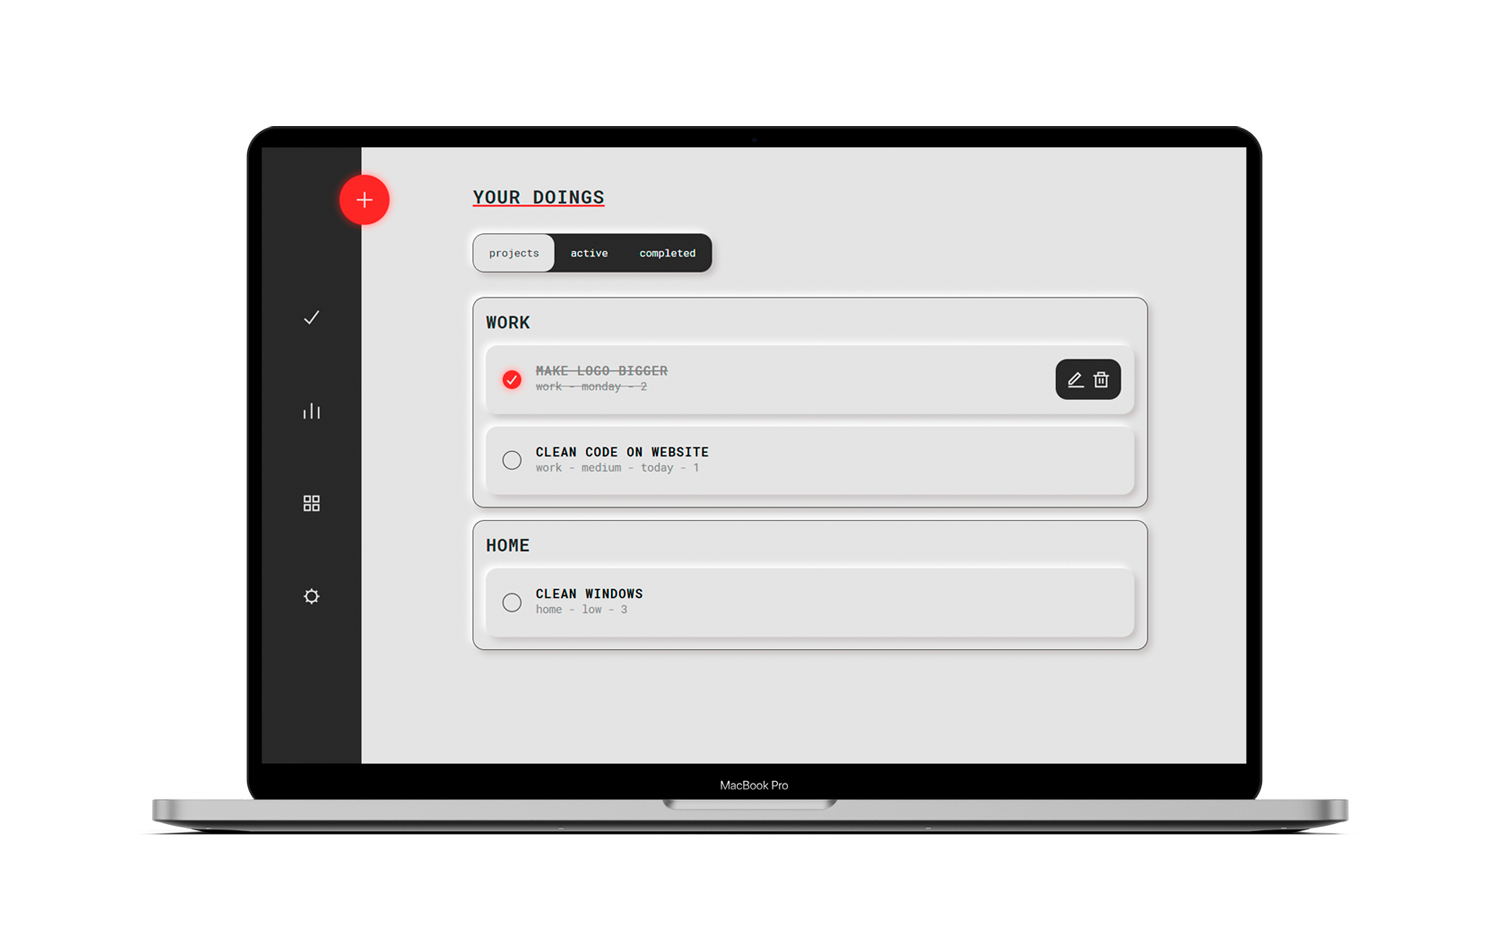 YOUR DOINGS
projects active completed
WORK
MAKE LOGO BIGGER
work - monday - 2
CLEAN CODE ON WEBSITE
work - medium - today - 1
HOME
CLEAN WINDOWS
home - low - 3
MacBook Pro